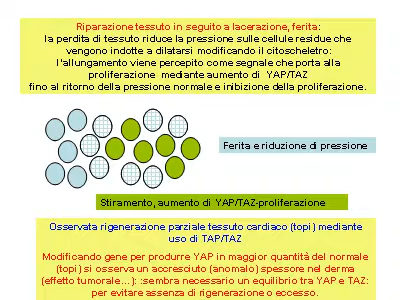 Riparazione tessuto in seguito a lacerazione, ferita:
la perdita di tessuto riduce la pressione sulle cellule residue che
vengono indotte a dilatarsi modificando il citoscheletro:
l'allungamento viene percepito come segnale che porta alla
proliferazione mediante aumento di YAP/TAZ
fino al ritorno della pressione normale e inibizione della proliferazione.
Ferita e riduzione di pressione
Stiramento, aumento di YAP/TAZ-proliferazione
Osservata rigenerazione parziale tessuto cardiaco (topi) mediante
uso di TAP/TAZ
Modificando gene per produrre YAP in maggior quantità del normale
(topi) si osserva un accresciuto (anomalo) spessore nel derma
(effetto tumorale...): :sembra necessario un equilibrio tra YAP e TAZ:
per evitare assenza di rigenerazione o eccesso.